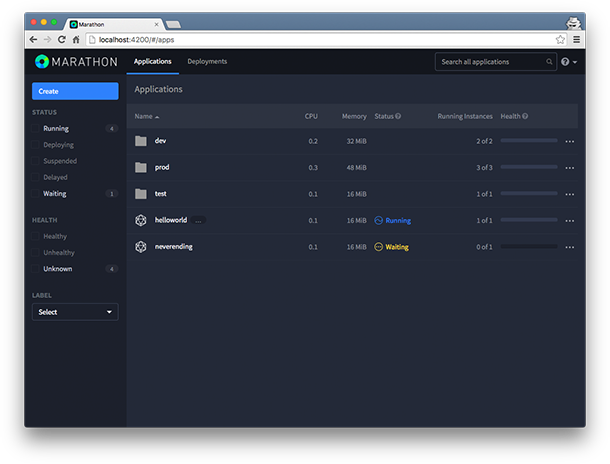 Marathon
localhost:4200/#/apps
MARATHON
Applications
Deployments
Search all applications
Create
STATUS
Running 4
Deploying
Suspended
Delayed
Waiting 1
HEALTH
Healthy
Unhealthy
Unknown 4
LABEL
Select
Applications
Name CPU Memory Status Running Instances Health
dev 0.2 32 MiB 2 of 2 ...
prod 0.3 48 MiB 3 of 3 ...
test 0.1 16 MiB 1 of 1 ...
helloworld ... 0.1 16 MiB Running 1 of 1 ...
neverending 0.1 16 MiB Waiting 0 of 1 ...